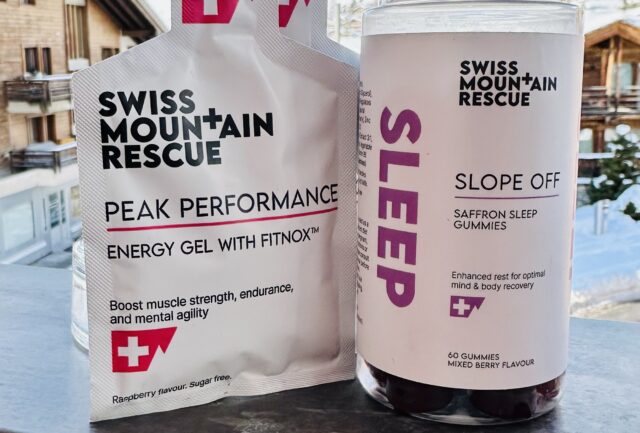 SWISS
MOUNTAIN
RESCUE
PEAK PERFORMANCE
ENERGY GEL WITH FITNOX™
Boost muscle strength, endurance,
and mental agility
Raspberry flavour. Sugar free.
SLEEP
SWISS
MOUNTAIN
RESCUE
SLOPE OFF
SAFFRON SLEEP
GUMMIES
Enhanced rest for optimal
mind & body recovery
60 GUMMIES
MIXED BERRY FLAVOUR